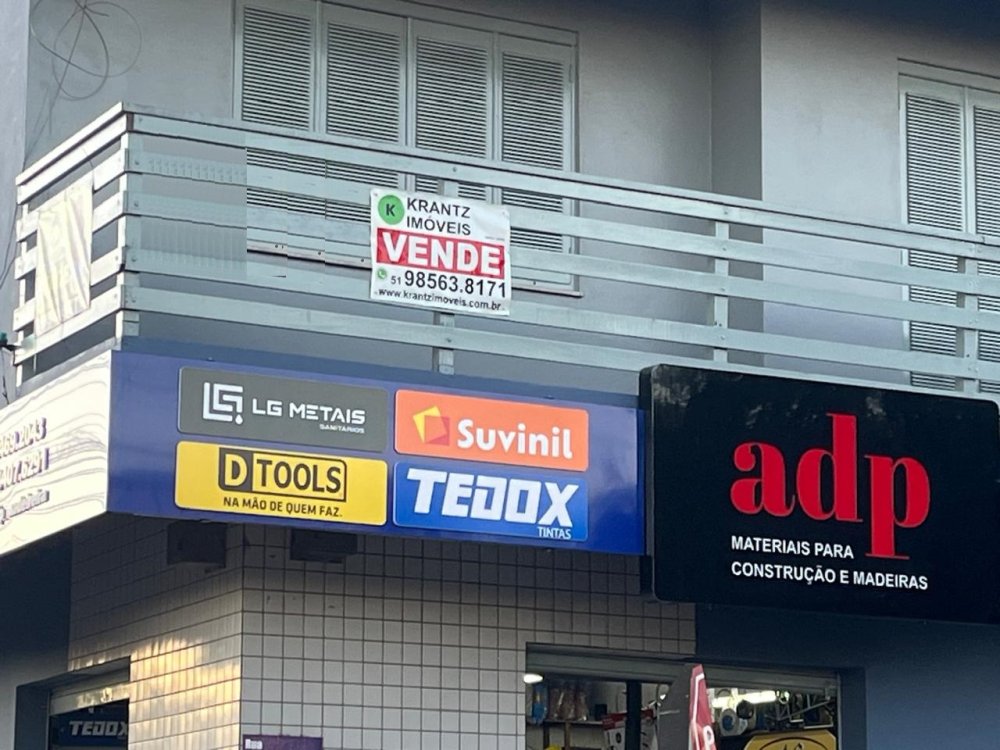 KRANTZ
IMÓVEIS
VENDE
51 98563.8171
www.krantzimoveis.com.br
LG METAIS
SANITÁRIOS
Suvinil
D TOOLS
NA MÃO DE QUEM FAZ.
TEDOX
TINTAS
adp
MATERIAIS PARA
CONSTRUÇÃO E MADEIRAS
TEDOX